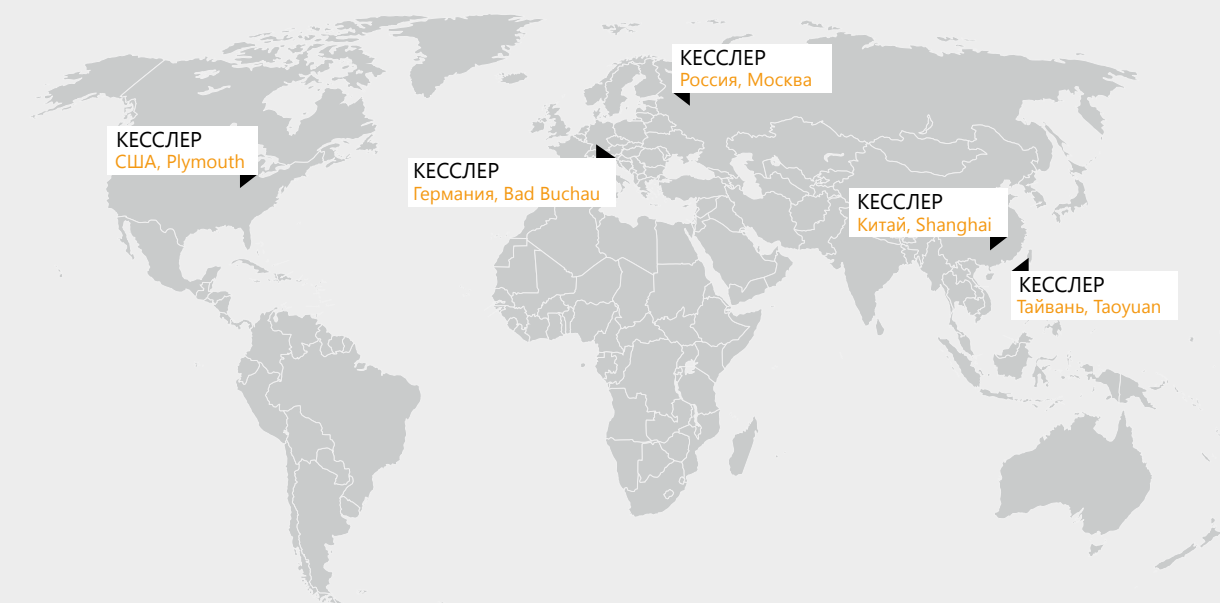 КЕССЛЕР
Россия, Москва
КЕССЛЕР
США, Plymouth
КЕССЛЕР
Германия, Bad Buchau
КЕССЛЕР
Китай, Shanghai
КЕССЛЕР
Тайвань, Taoyuan